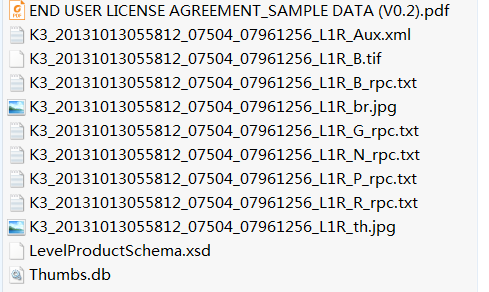 END USER LICENSE AGREEMENT_SAMPLE DATA (V0.2).pdf
K3_20131013055812_07504_07961256_L1R_Aux.xml
K3_20131013055812_07504_07961256_L1R_B.tif
K3_20131013055812_07504_07961256_L1R_B_rpc.txt
K3_20131013055812_07504_07961256_L1R_br.jpg
K3_20131013055812_07504_07961256_L1R_G_rpc.txt
K3_20131013055812_07504_07961256_L1R_N_rpc.txt
K3_20131013055812_07504_07961256_L1R_P_rpc.txt
K3_20131013055812_07504_07961256_L1R_R_rpc.txt
K3_20131013055812_07504_07961256_L1R_th.jpg
LevelProductSchema.xsd
Thumbs.db